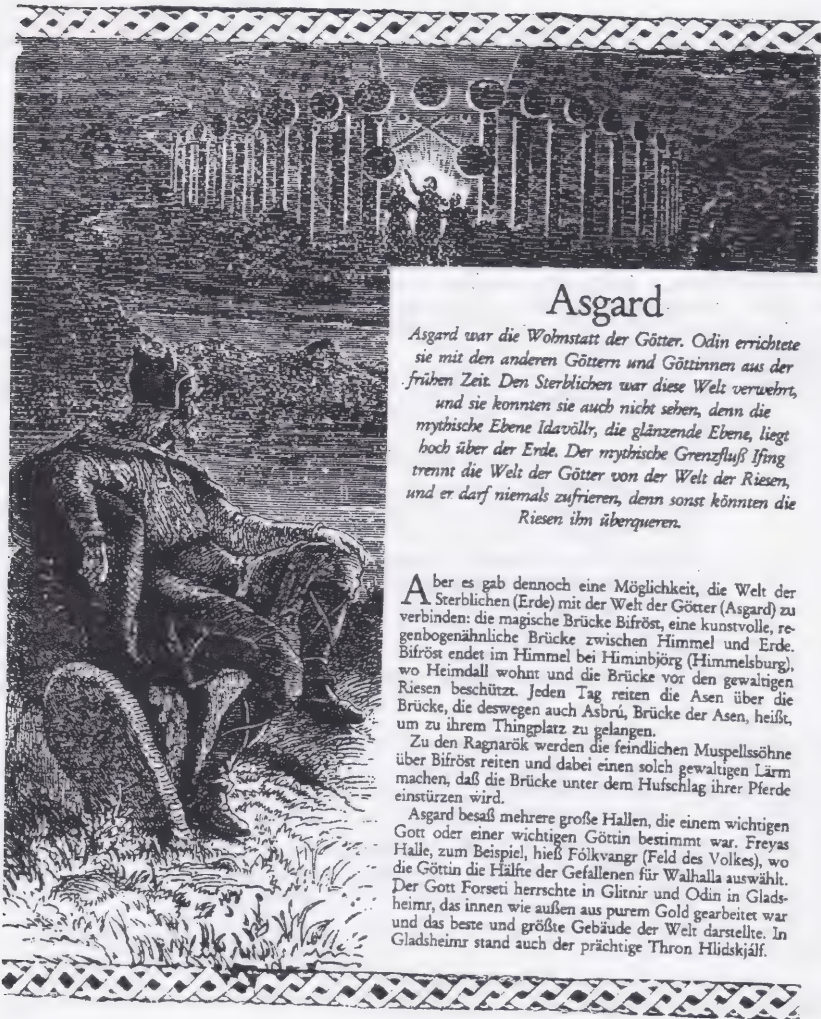 Asgard
Asgard war die Wohnstatt der Götter. Odin errichtete
sie mit den anderen Göttern und Göttinnen aus der
frühen Zeit. Den Sterblichen war diese Welt verwehrt,
und sie konnten sie auch nicht sehen, denn die
mythische Ebene Idavöllr, die glänzende Ebene, liegt
hoch über der Erde. Der mythische Grenzfluß Ifing
trennt die Welt der Götter von der Welt der Riesen,
und er darf niemals zufrieren, denn sonst könnten die
Riesen ihn überqueren.
Aber es gab dennoch eine Möglichkeit, die Welt der
Sterblichen (Erde) mit der Welt der Götter (Asgard) zu
verbinden: die magische Brücke Bifröst, eine kunstvolle, re-
genbogenähnliche Brücke zwischen Himmel und Erde.
Bifröst endet im Himmel bei Himinbjörg (Himmelsburg),
wo Heimdall wohnt und die Brücke vor den gewaltigen
Riesen beschützt. Jeden Tag reiten die Asen über die
Brücke, die deswegen auch Asbrú, Brücke der Asen, heißt,
um zu ihrem Thingplatz zu gelangen.
Zu den Ragnarök werden die feindlichen Muspellssöhne
über Bifröst reiten und dabei einen solch gewaltigen Lärm
machen, daß die Brücke unter dem Hufschlag ihrer Pferde
einstürzen wird.
Asgard besaß mehrere große Hallen, die einem wichtigen
Gott oder einer wichtigen Göttin bestimmt war. Freyas
Halle, zum Beispiel, hieß Fólkvangr (Feld des Volkes), wo
die Göttin die Hälfte der Gefallenen für Walhalla auswählt.
Der Gott Forseti herrschte in Glitnir und Odin in Glads-
heimr, das innen wie außen aus purem Gold gearbeitet war
und das beste und größte Gebäude der Welt darstellte. In
Gladsheimr stand auch der prächtige Thron Hlidskjálf.